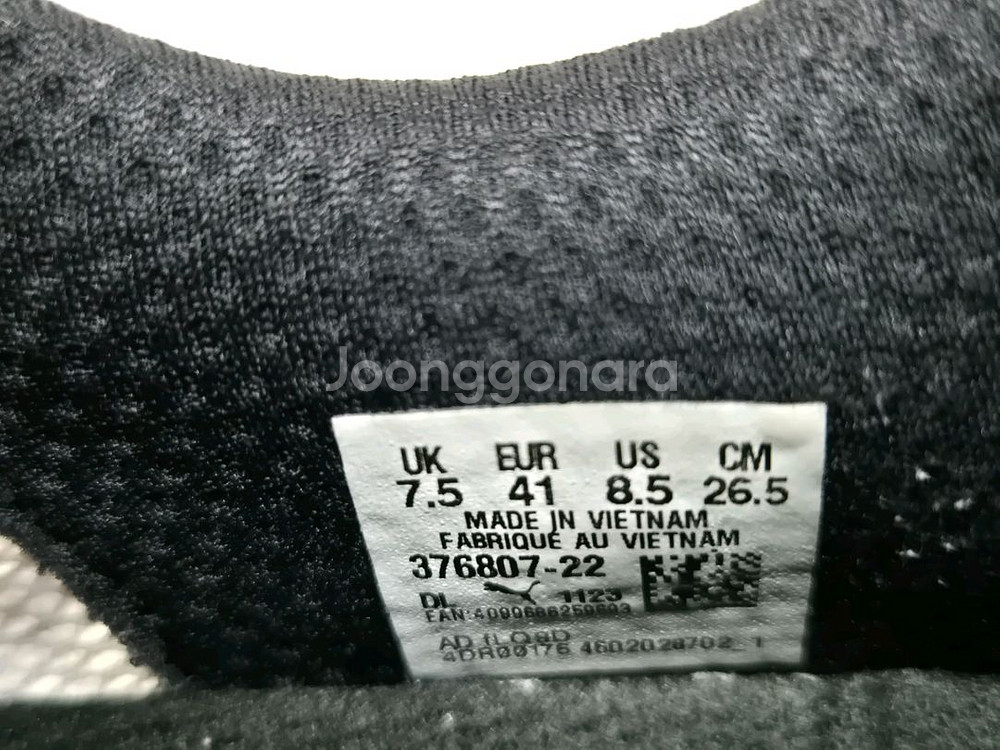 Joonggonara
UK EUR US CM
7.5 41 8.5 26.5
MADE IN VIETNAM
FABRIQUÉ AU VIETNAM
376807-22
DL 1123